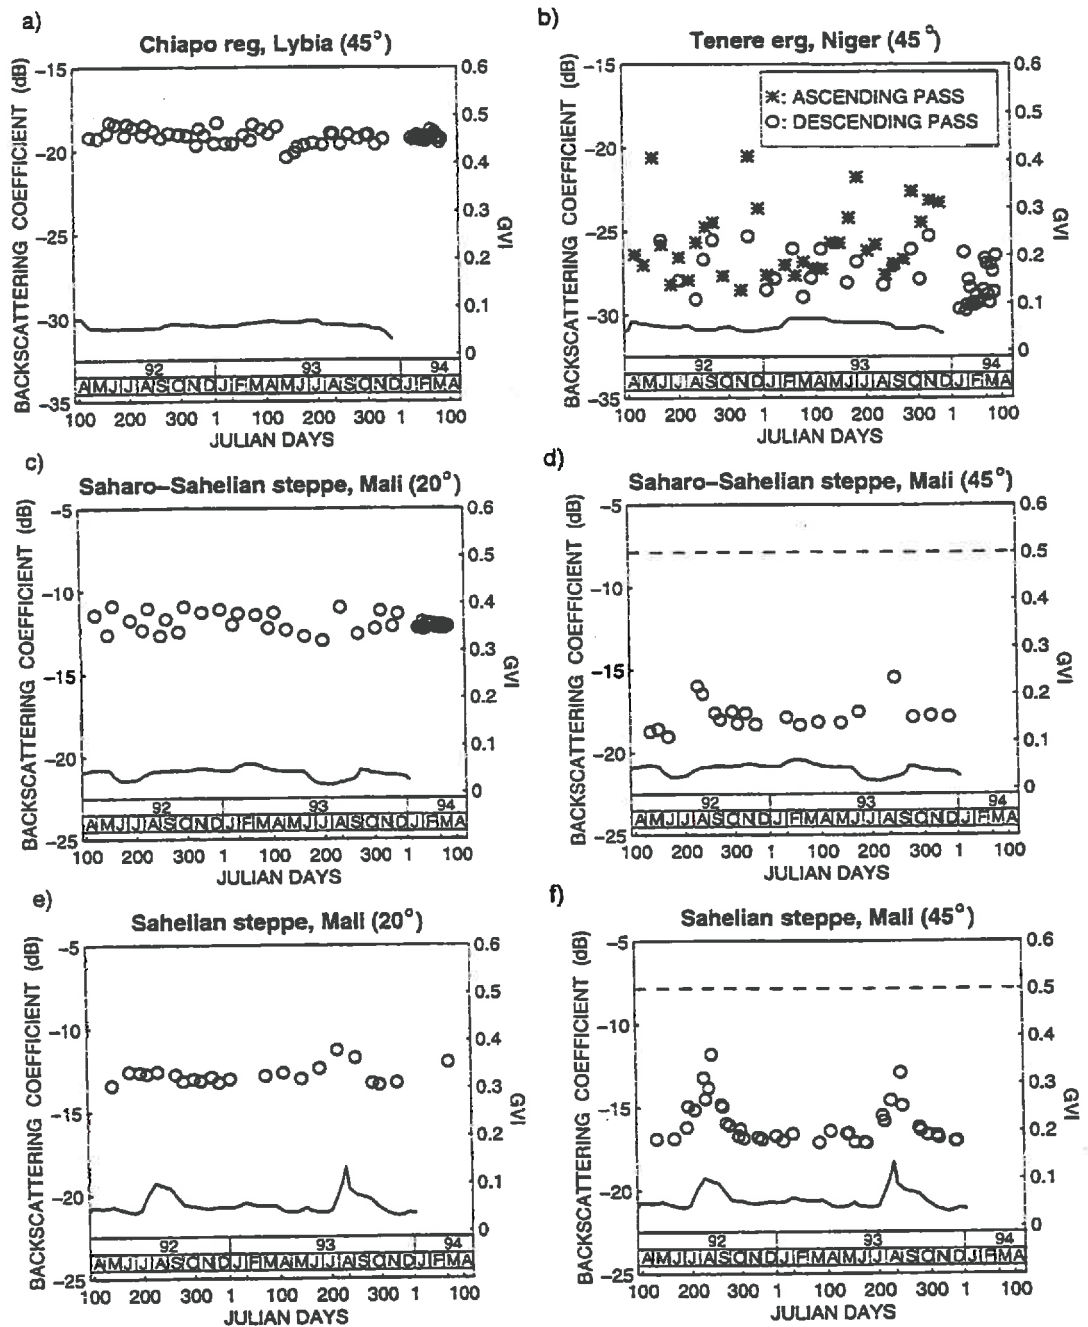 a)
Chiapo reg, Lybia (45°)
BACKSCATTERING COEFFICIENT (dB)
−15
−20
−25
−30
−35
0.6
0.5
0.4
0.3
0.2
0.1
0
GVI
92 93 94
A M J J A S O N D J F M A M J J A S O N D J F M A
100 200 300 1 100 200 300 1 100
JULIAN DAYS
b)
Tenere erg, Niger (45°)
BACKSCATTERING COEFFICIENT (dB)
−15
−20
−25
−30
−35
✳: ASCENDING PASS
O: DESCENDING PASS
0.6
0.5
0.4
0.3
0.2
0.1
0
GVI
92 93 94
A M J J A S O N D J F M A M J J A S O N D J F M A
100 200 300 1 100 200 300 1 100
JULIAN DAYS
c)
Saharo−Sahelian steppe, Mali (20°)
BACKSCATTERING COEFFICIENT (dB)
−5
−10
−15
−20
−25
0.6
0.5
0.4
0.3
0.2
0.1
0
GVI
92 93 94
A M J J A S O N D J F M A M J J A S O N D J F M A
100 200 300 1 100 200 300 1 100
JULIAN DAYS
d)
Saharo−Sahelian steppe, Mali (45°)
BACKSCATTERING COEFFICIENT (dB)
−5
−10
−15
−20
−25
0.6
0.5
0.4
0.3
0.2
0.1
0
GVI
92 93 94
A M J J A S O N D J F M A M J J A S O N D J F M A
100 200 300 1 100 200 300 1 100
JULIAN DAYS
e)
Sahelian steppe, Mali (20°)
BACKSCATTERING COEFFICIENT (dB)
−5
−10
−15
−20
−25
0.6
0.5
0.4
0.3
0.2
0.1
0
GVI
92 93 94
A M J J A S O N D J F M A M J J A S O N D J F M A
100 200 300 1 100 200 300 1 100
JULIAN DAYS
f)
Sahelian steppe, Mali (45°)
BACKSCATTERING COEFFICIENT (dB)
−5
−10
−15
−20
−25
0.6
0.5
0.4
0.3
0.2
0.1
0
GVI
92 93 94
A M J J A S O N D J F M A M J J A S O N D J F M A
100 200 300 1 100 200 300 1 100
JULIAN DAYS